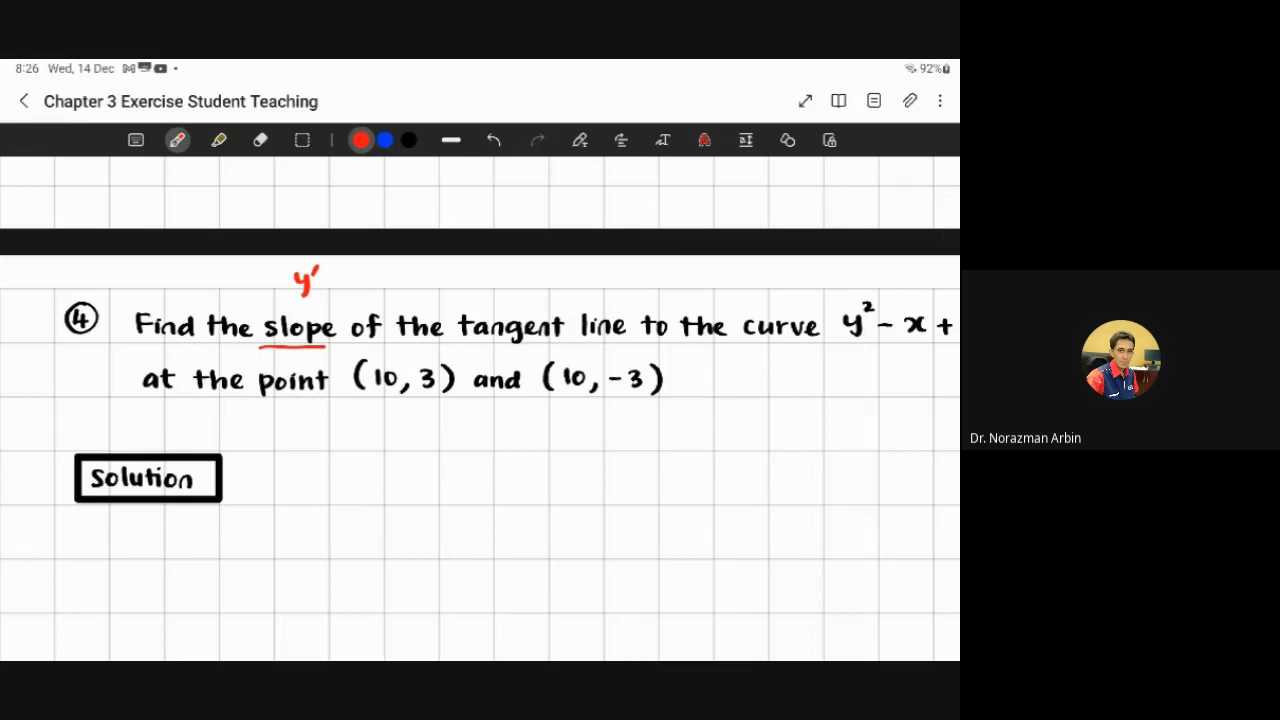 8:26 Wed, 14 Dec
92%
Chapter 3 Exercise Student Teaching
y'
④ Find the slope of the tangent line to the curve y² - x +
at the point (10, 3) and (10, -3)
Solution
Dr. Norazman Arbin